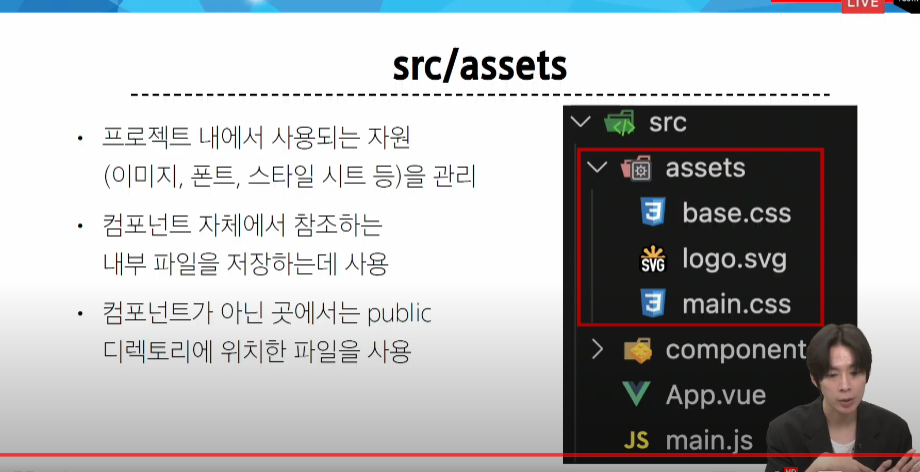 LIVE
src/assets
• 프로젝트 내에서 사용되는 자원
(이미지, 폰트, 스타일 시트 등)을 관리
• 컴포넌트 자체에서 참조하는
내부 파일을 저장하는데 사용
• 컴포넌트가 아닌 곳에서는 public
디렉토리에 위치한 파일을 사용
src
assets
base.css
SVG logo.svg
main.css
component
App.vue
JS main.js